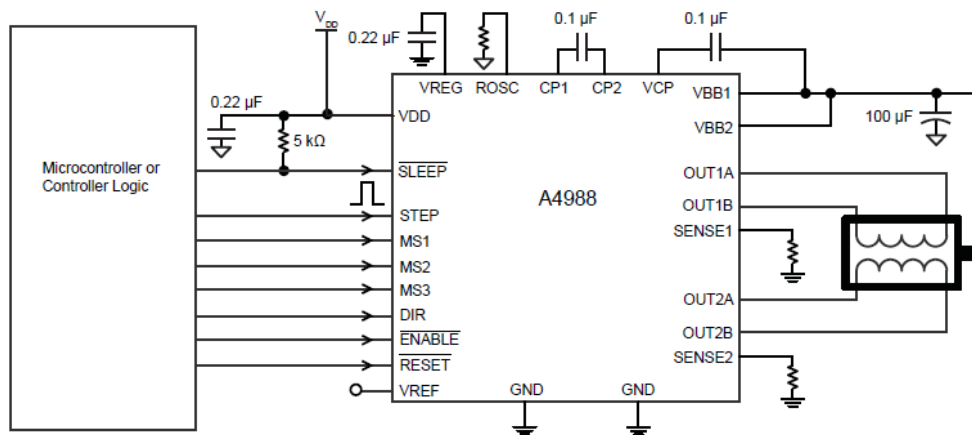 V_DD
0.22 µF
0.1 µF
0.1 µF
VREG
ROSC
CP1
CP2
VCP
VDD
VBB1
0.22 µF
5 kΩ
VBB2
100 µF
Microcontroller or
Controller Logic
SLEEP
OUT1A
A4988
STEP
OUT1B
MS1
SENSE1
MS2
MS3
OUT2A
DIR
OUT2B
ENABLE
RESET
SENSE2
VREF
GND
GND